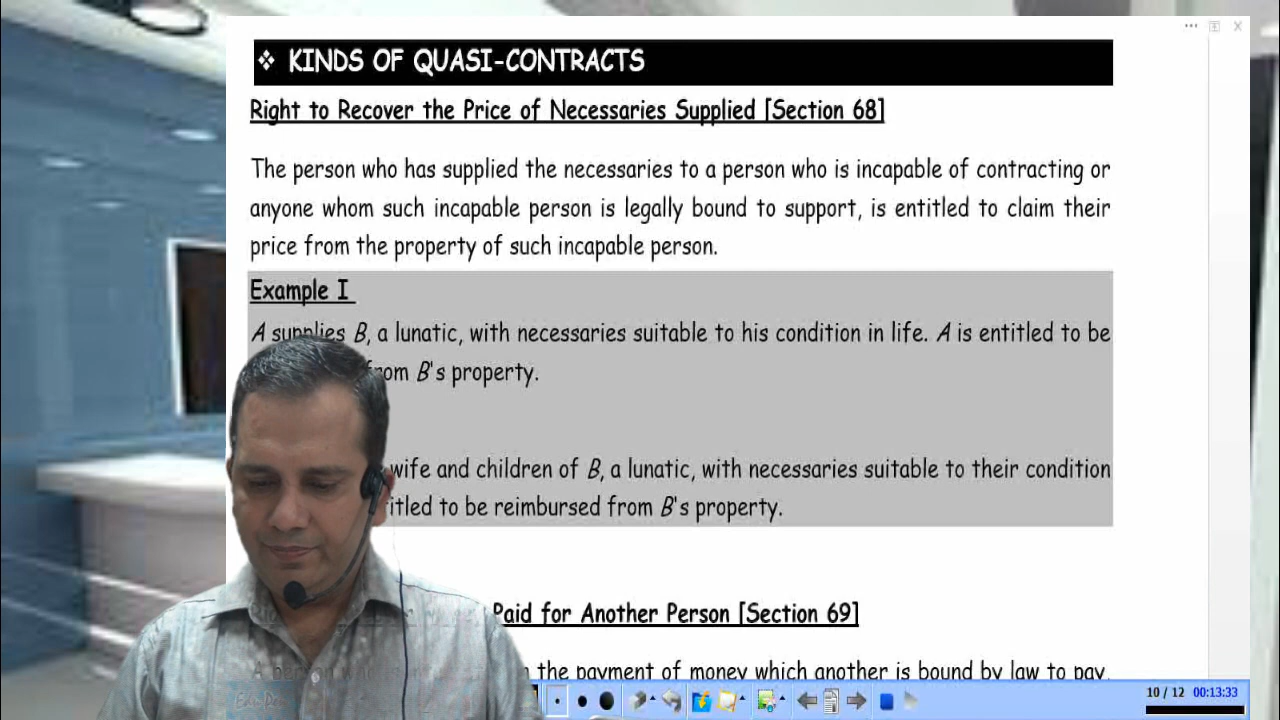 ❖ KINDS OF QUASI-CONTRACTS
Right to Recover the Price of Necessaries Supplied [Section 68]
The person who has supplied the necessaries to a person who is incapable of contracting or
anyone whom such incapable person is legally bound to support, is entitled to claim their
price from the property of such incapable person.
Example I
A supplies B, a lunatic, with necessaries suitable to his condition in life. A is entitled to be
from B's property.
wife and children of B, a lunatic, with necessaries suitable to their condition
to be reimbursed from B's property.
Paid for Another Person [Section 69]
the payment of money which another is bound by law to pay,
10 / 12 00:13:33